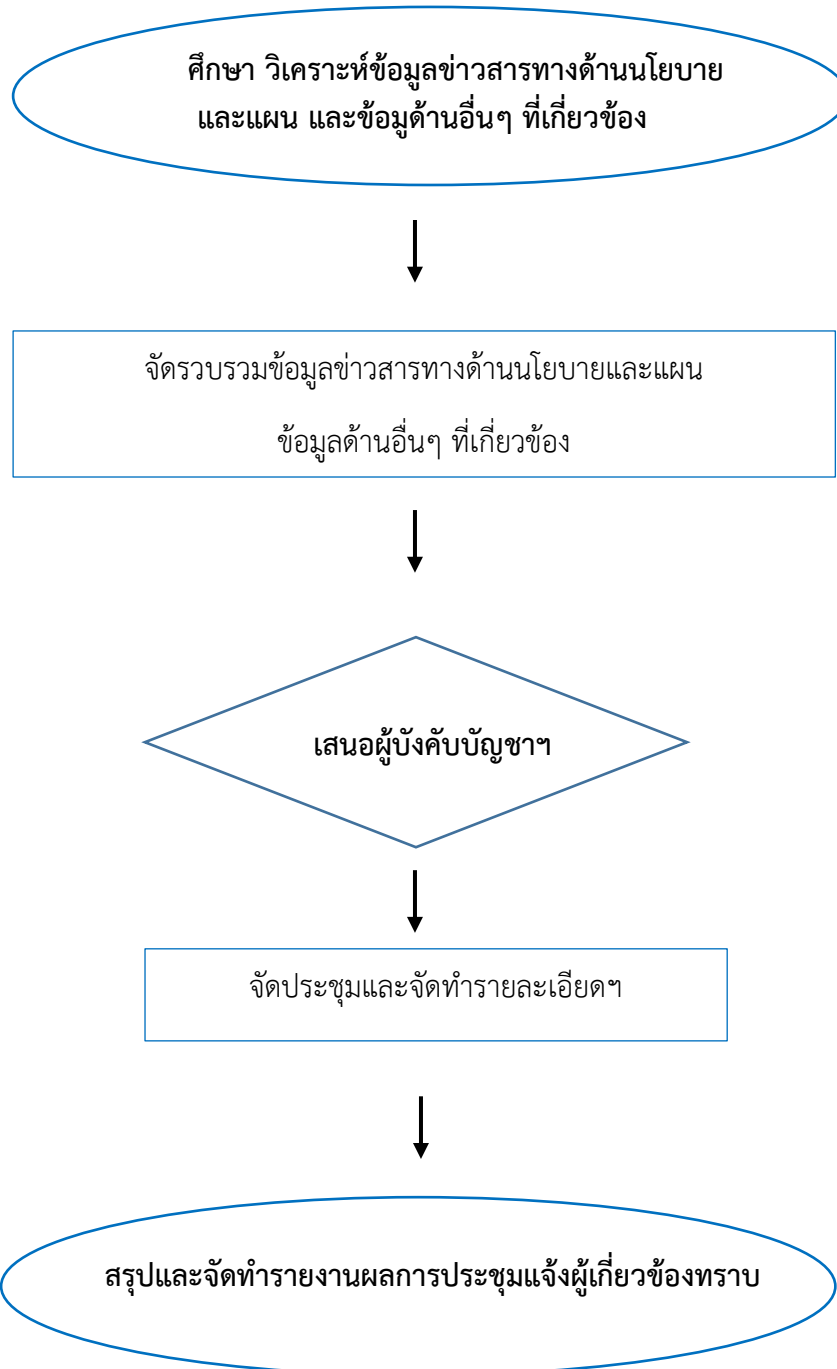 ศึกษา วิเคราะห์ข้อมูลข่าวสารทางด้านนโยบาย
และแผน และข้อมูด้านอื่นๆ ที่เกี่ยวข้อง
จัดรวบรวมข้อมูลข่าวสารทางด้านนโยบายและแผน
ข้อมูลด้านอื่นๆ ที่เกี่ยวข้อง
เสนอผู้บังคับบัญชาฯ
จัดประชุมและจัดทำรายละเอียดฯ
สรุปและจัดทำรายงานผลการประชุมแจ้งผู้เกี่ยวข้องทราบ